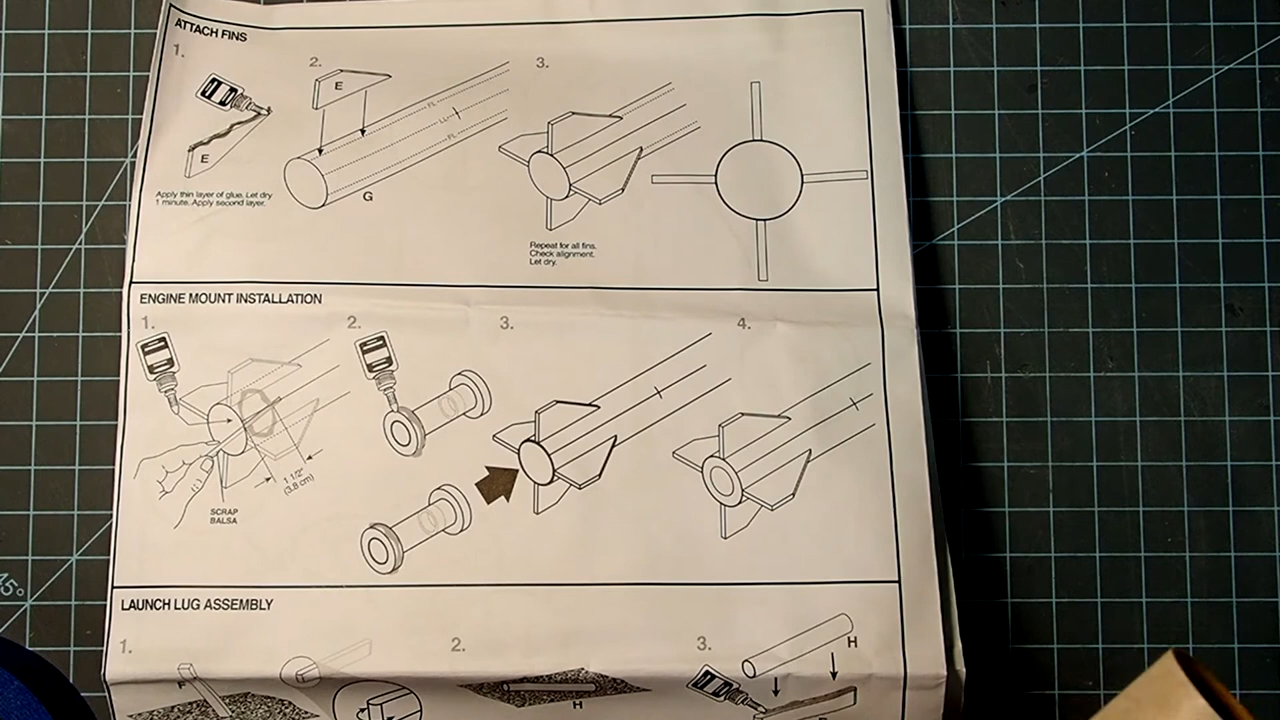 ATTACH FINS
1.
2.
3.
E
E
FL
LL
FL
G
Apply thin layer of glue. Let dry
1 minute. Apply second layer.
Repeat for all fins.
Check alignment.
Let dry.
ENGINE MOUNT INSTALLATION
1.
2.
3.
4.
1 1/2"
(3.8 cm)
SCRAP
BALSA
LAUNCH LUG ASSEMBLY
1.
2.
3.
F
H
H
45°